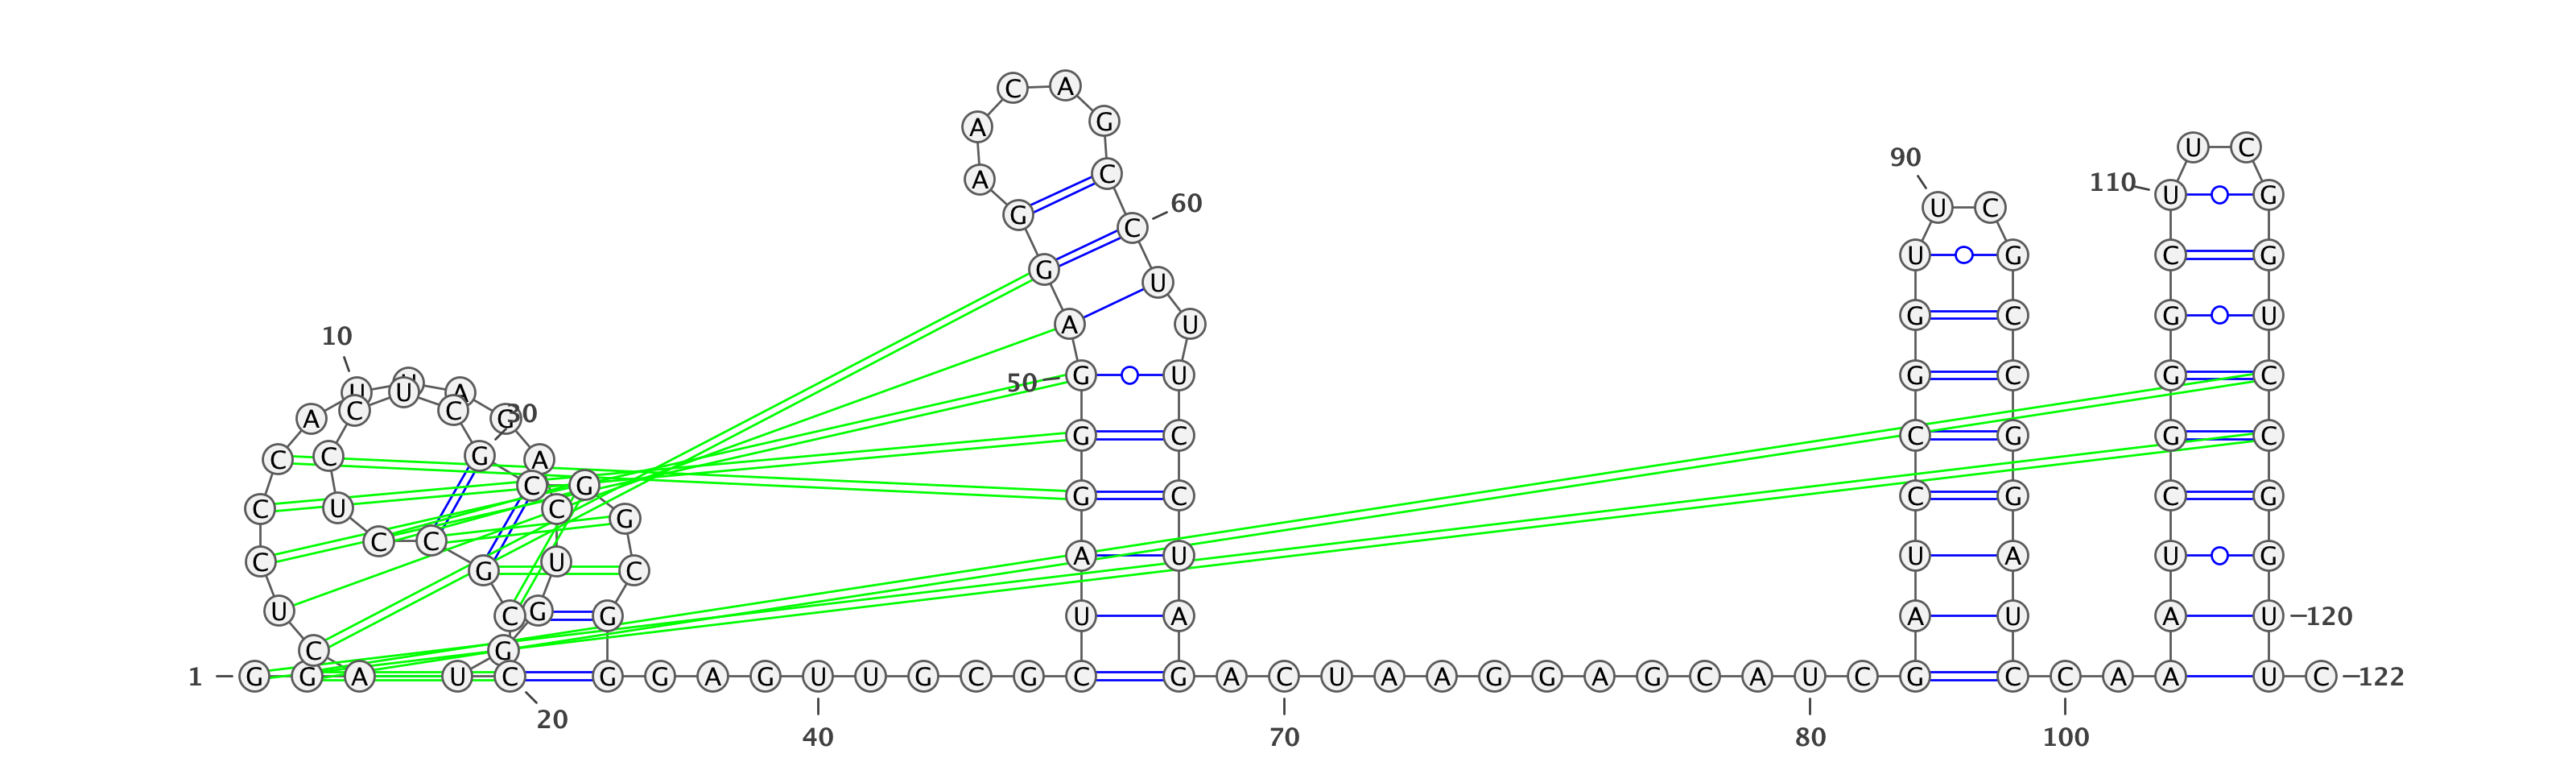 C A
A G
U C
90
A C
110 U G
60
U C
G
C
U G C G
G
U
G C G U
A U
10
50 G U G C G C
U U U A
A C C G 30
G C C G G C
C C G A
C G
G C C G C G
C U C
G
C C
A U U A U G
C U
G C
U C G G U A A U A U 120
C G
1 G G A U C G G A G U U G C G C G A C U A A G G A G C A U C G C C A A U C 122
20
40 70 80 100